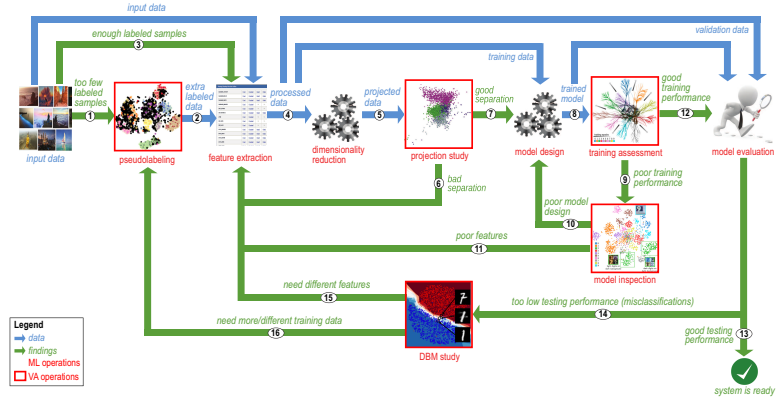 input data
validation data
enough labeled samples
3
training data
too few
labeled
samples
1
extra
labeled
data
2
processed
data
4
projected
data
5
good
separation
7
trained
model
8
good
training
performance
12
input data
pseudolabeling
feature extraction
dimensionality
reduction
projection study
model design
training assessment
model evaluation
6
bad
separation
9
poor training
performance
poor model
design
10
poor features
11
model inspection
need different features
15
too low testing performance (misclassifications)
14
need more/different training data
16
DBM study
good testing
performance
13
system is ready
Legend
data
findings
ML operations
VA operations